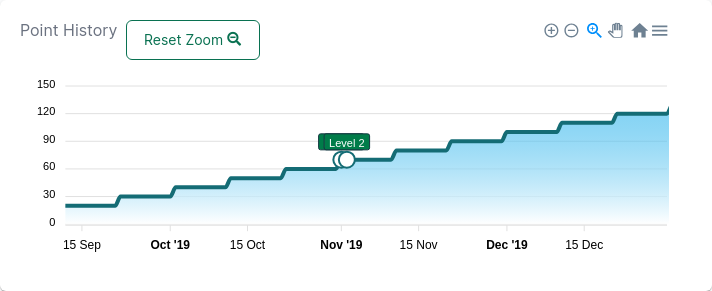 Point History
Reset Zoom
150
120
90
60
30
0
Level 2
15 Sep
Oct '19
15 Oct
Nov '19
15 Nov
Dec '19
15 Dec